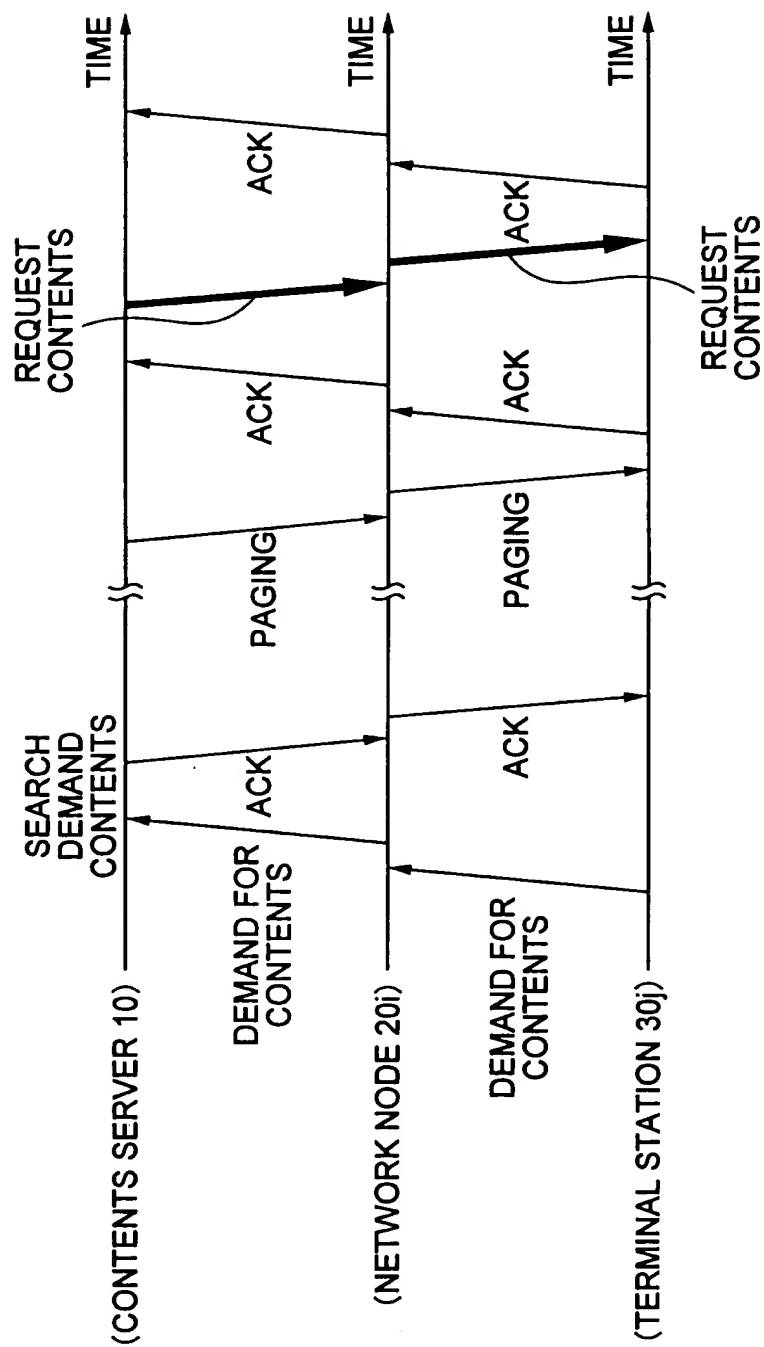 (CONTENTS SERVER 10)
SEARCH
DEMAND
CONTENTS
REQUEST
CONTENTS
TIME
DEMAND FOR
CONTENTS
ACK
PAGING
ACK
ACK
(NETWORK NODE 20i)
TIME
DEMAND FOR
CONTENTS
ACK
PAGING
ACK
ACK
(TERMINAL STATION 30j)
TIME
REQUEST
CONTENTS